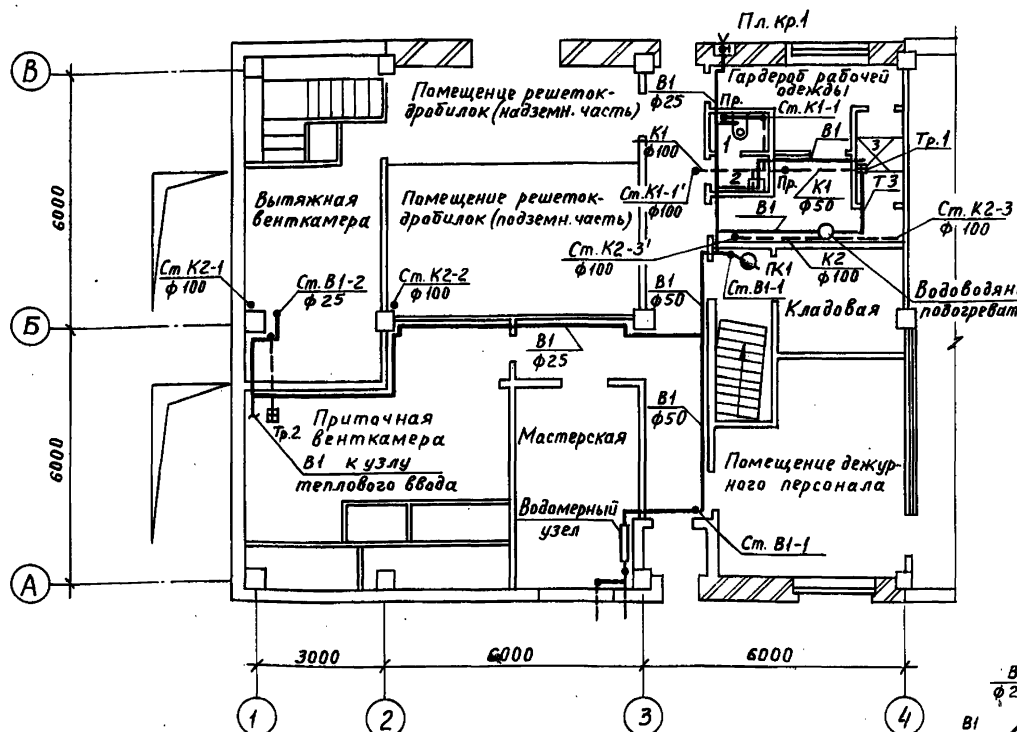 Пл. кр.1
В
Гардероб рабочей
одежды
Помещение решеток-
дробилок (надземн. часть)
В1
ф25
Пр.
Ст. К1-1
К1
ф100
1
В1
3
Тр.1
Ст. К1-1'
ф100
2
Пр.
К1
ф50
Т3
Вытяжная
венткамера
Помещение решеток-
дробилок (подземн. часть)
В1
Ст. К2-3
ф100
Ст. К2-3'
ф100
К2
ф100
6000
Ст К2-1
ф100
Ст. В1-2
ф25
Ст. К2-2
ф100
В1
ф50
ПК1
Ст. В1-1
Кладовая
Водоводян
подогреват
Б
В1
ф25
В1
ф50
Приточная
венткамера
Тр.2
В1 к узлу
теплового ввода
Мастерская
Помещение дежур-
ного персонала
6000
Водомерный
узел
Ст. В1-1
А
3000
6000
6000
1
2
3
4
В
ф2
В1